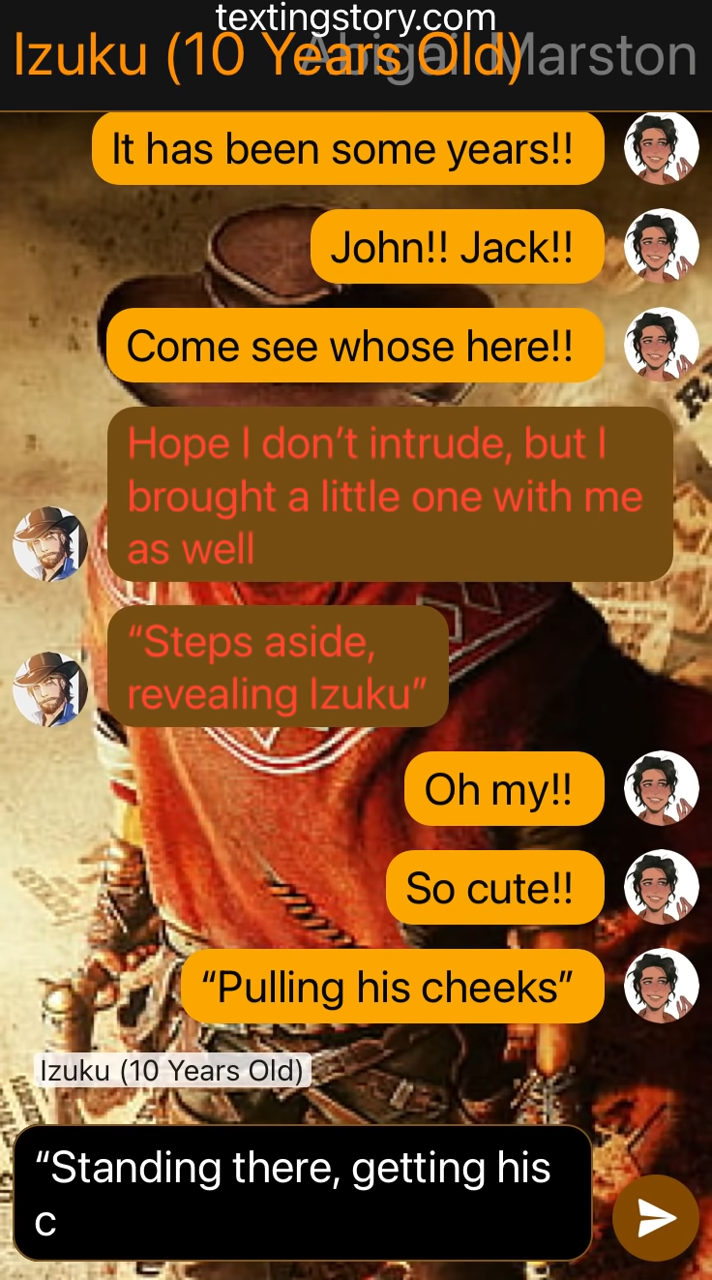 textingstory.com
Izuku (10 Years Old)
Abigail Marston
It has been some years!!
John!! Jack!!
Come see whose here!!
Hope I don’t intrude, but I
brought a little one with me
as well
“Steps aside,
revealing Izuku”
Oh my!!
So cute!!
“Pulling his cheeks”
Izuku (10 Years Old)
“Standing there, getting his
c